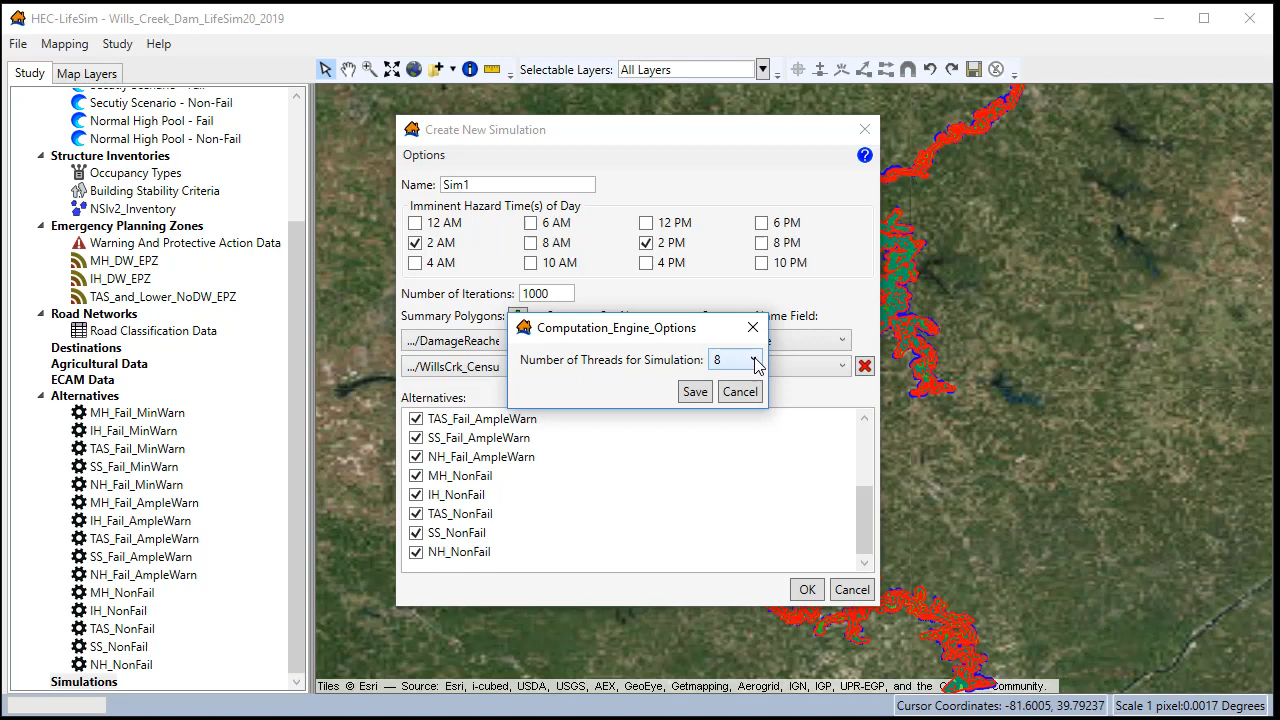 HEC-LifeSim - Wills_Creek_Dam_LifeSim20_2019
File Mapping Study Help
Study Map Layers
Selectable Layers: All Layers
Secutiy Scenario - Non-Fail
Normal High Pool - Fail
Normal High Pool - Non-Fail
Structure Inventories
Occupancy Types
Building Stability Criteria
NSIv2_Inventory
Emergency Planning Zones
Warning And Protective Action Data
MH_DW_EPZ
IH_DW_EPZ
TAS_and_Lower_NoDW_EPZ
Road Networks
Road Classification Data
Destinations
Agricultural Data
ECAM Data
Alternatives
MH_Fail_MinWarn
IH_Fail_MinWarn
TAS_Fail_MinWarn
SS_Fail_MinWarn
NH_Fail_MinWarn
MH_Fail_AmpleWarn
IH_Fail_AmpleWarn
TAS_Fail_AmpleWarn
SS_Fail_AmpleWarn
NH_Fail_AmpleWarn
MH_NonFail
IH_NonFail
TAS_NonFail
SS_NonFail
NH_NonFail
Simulations
Create New Simulation
Options
Name: Sim1
Imminent Hazard Time(s) of Day
12 AM 6 AM 12 PM 6 PM
2 AM 8 AM 2 PM 8 PM
4 AM 10 AM 4 PM 10 PM
Number of Iterations: 1000
Summary Polygons: Field:
.../DamageReache
.../WillsCrk_Censu
Computation_Engine_Options
Number of Threads for Simulation: 8
Save Cancel
Alternatives:
TAS_Fail_AmpleWarn
SS_Fail_AmpleWarn
NH_Fail_AmpleWarn
MH_NonFail
IH_NonFail
TAS_NonFail
SS_NonFail
NH_NonFail
OK Cancel
Tiles © Esri — Source: Esri, i-cubed, USDA, USGS, AEX, GeoEye, Getmapping, Aerogrid, IGN, IGP, UPR-EGP, and the Community.
Cursor Coordinates: -81.6005, 39.79237 Scale 1 pixel:0.0017 Degrees